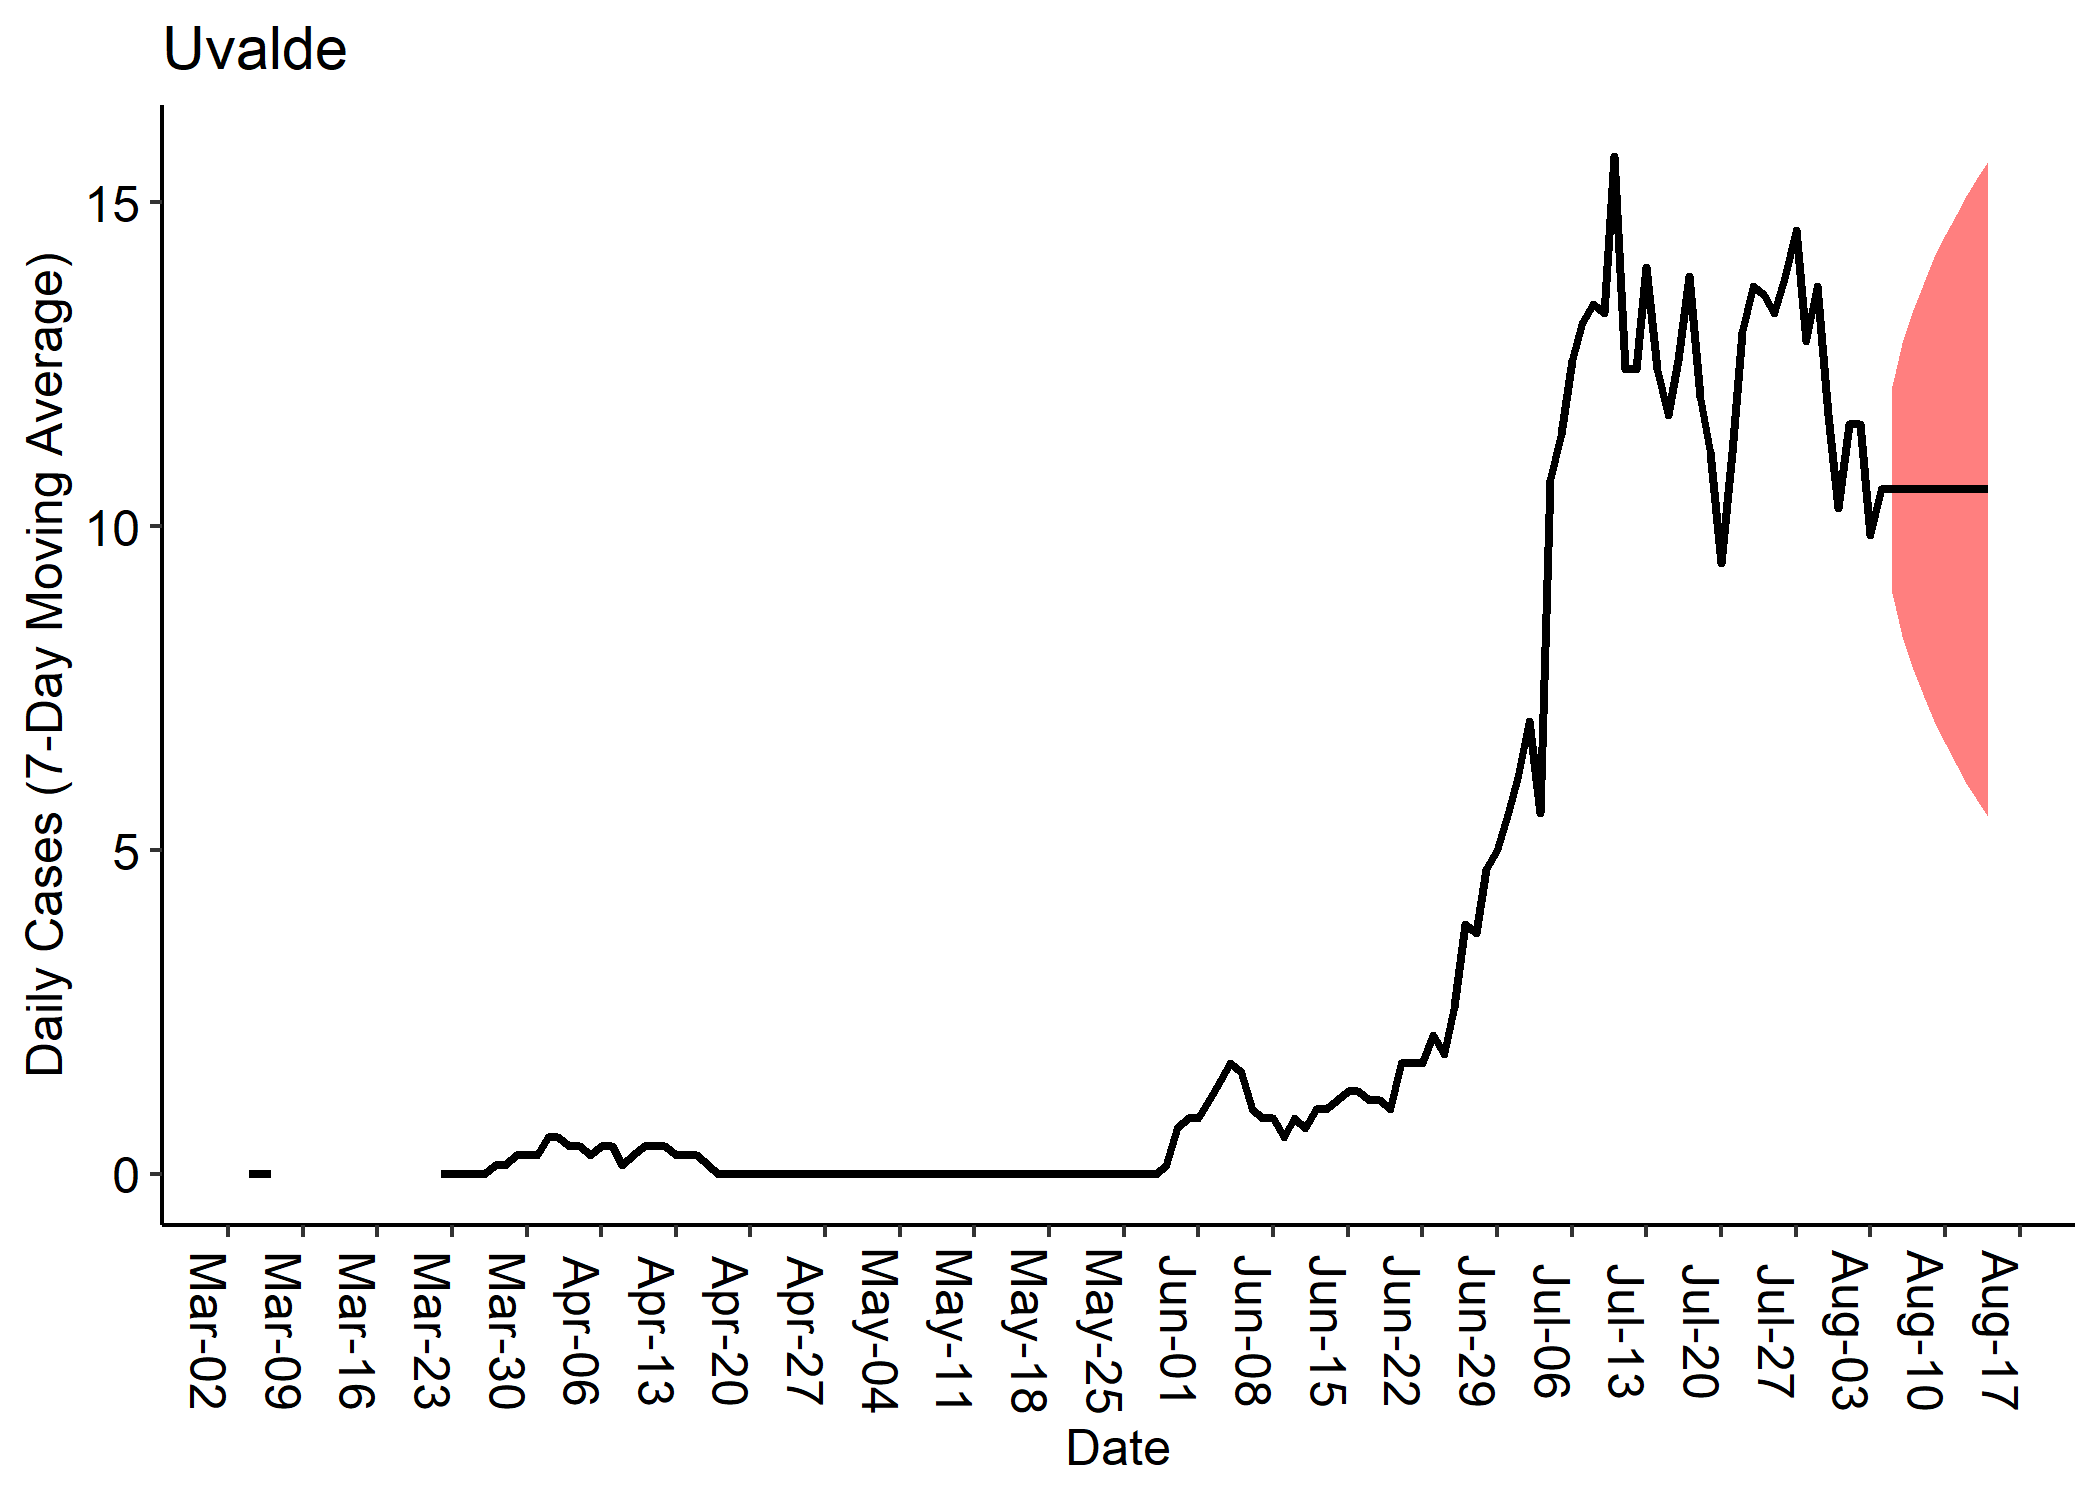 Uvalde
Daily Cases (7-Day Moving Average)
15
10
5
0
Mar-02
Mar-09
Mar-16
Mar-23
Mar-30
Apr-06
Apr-13
Apr-20
Apr-27
May-04
May-11
May-18
May-25
Jun-01
Jun-08
Jun-15
Jun-22
Jun-29
Jul-06
Jul-13
Jul-20
Jul-27
Aug-03
Aug-10
Aug-17
Date